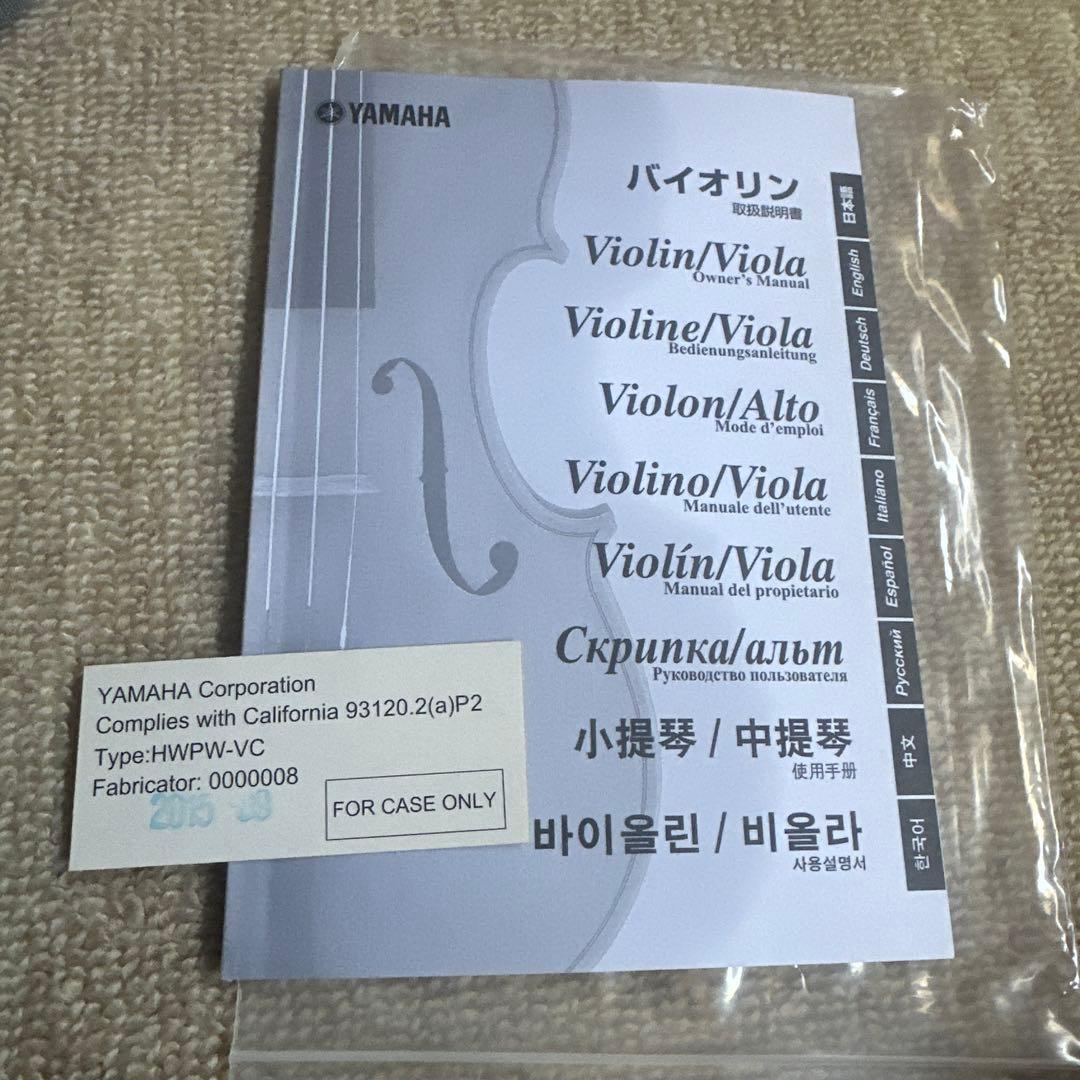 YAMAHA
バイオリン
取扱説明書
日本語
Violin/Viola
Owner's Manual
English
Violine/Viola
Bedienungsanleitung
Deutsch
Violon/Alto
Mode d'emploi
Français
Violino/Viola
Manuale dell'utente
Italiano
Violín/Viola
Manual del propietario
Español
Скрипка/альт
Руководство пользователя
Русский
小提琴 / 中提琴
使用手册
中文
바이올린 / 비올라
사용설명서
한국어
YAMAHA Corporation
Complies with California 93120.2(a)P2
Type:HWPW-VC
Fabricator: 0000008
FOR CASE ONLY